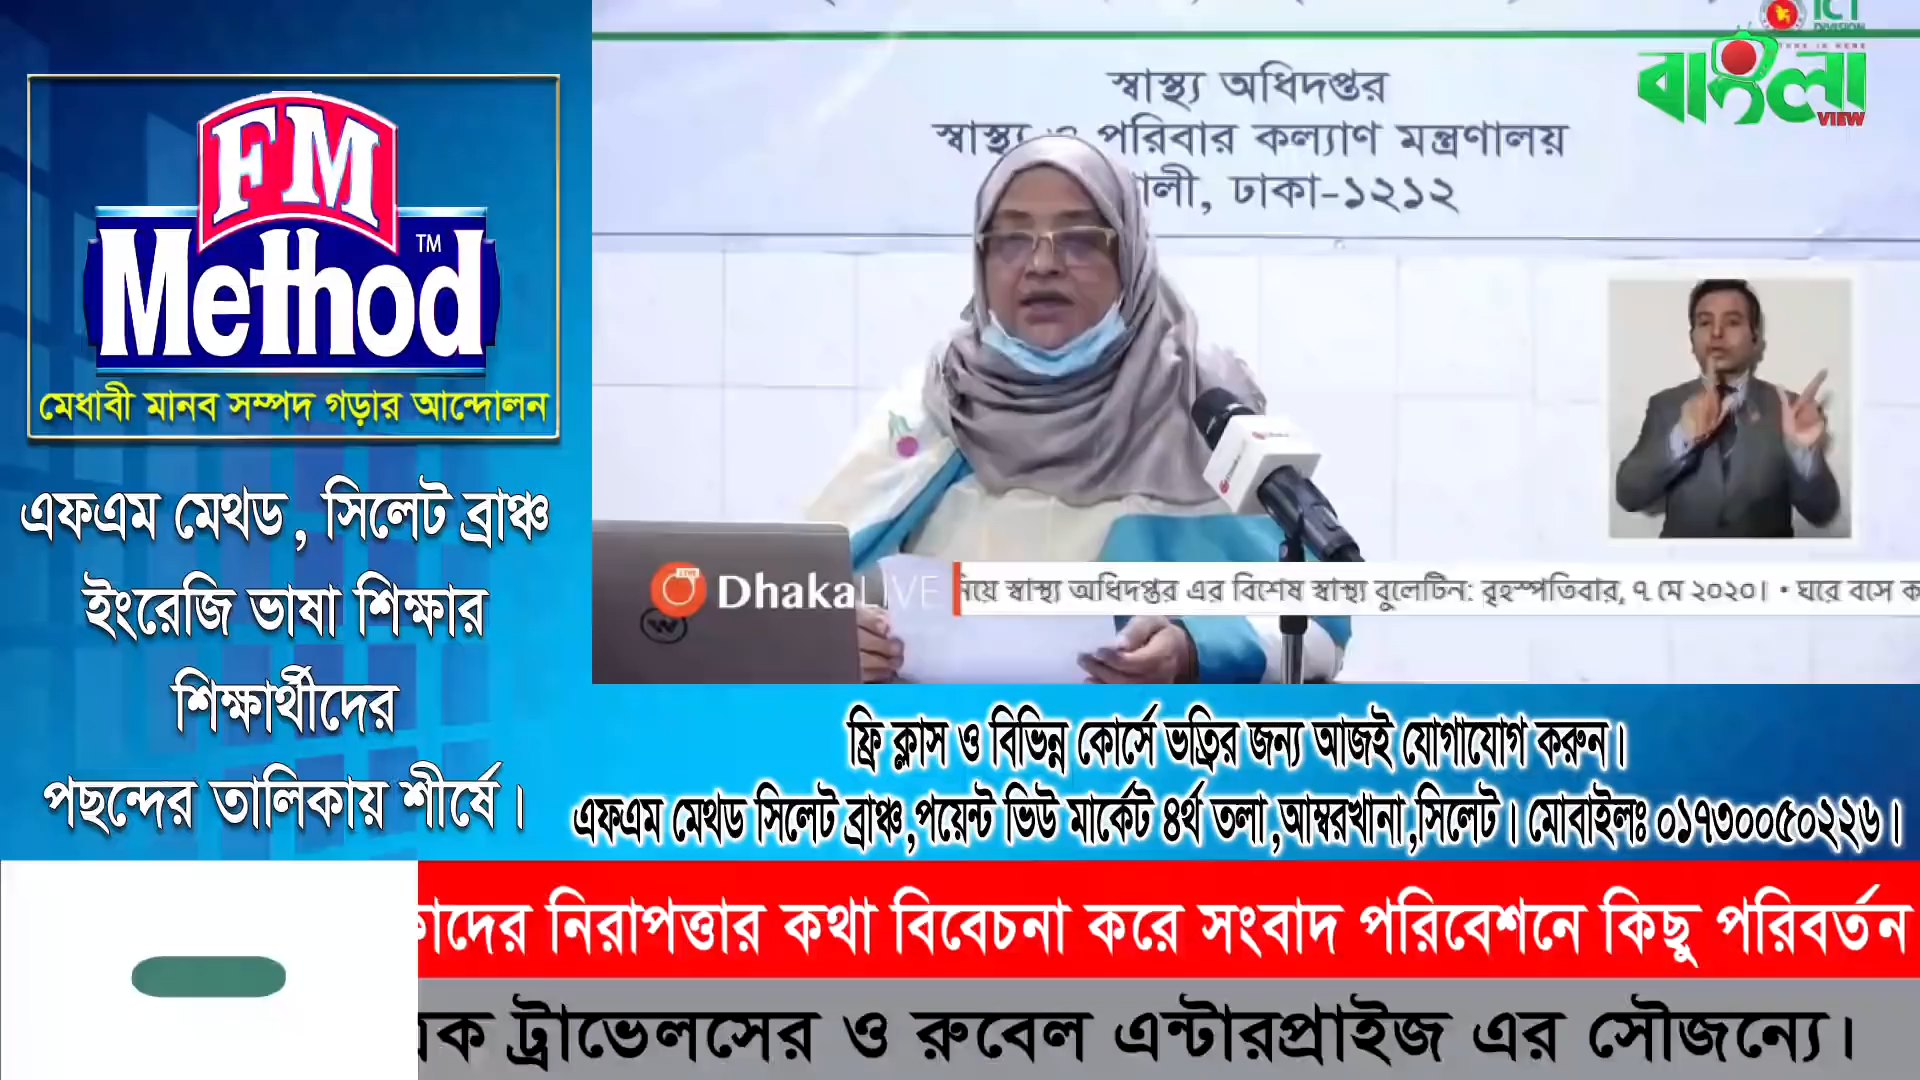 FM
Method
TM
মেধাবী মানব সম্পদ গড়ার আন্দোলন
এফএম মেথড, সিলেট ব্রাঞ্চ
ইংরেজি ভাষা শিক্ষার
শিক্ষার্থীদের
পছন্দের তালিকায় শীর্ষে।
ICT
DIVISION
বাংলা
VIEW
স্বাস্থ্য অধিদপ্তর
স্বাস্থ্য ও পরিবার কল্যাণ মন্ত্রণালয়
ঢাকা-১২১২
DhakaLIVE
স্বাস্থ্য অধিদপ্তর এর বিশেষ স্বাস্থ্য বুলেটিন: বৃহস্পতিবার, ৭ মে ২০২০। • ঘরে বসে
ফ্রি ক্লাস ও বিভিন্ন কোর্সে ভর্ত্রির জন্য আজই যোগাযোগ করুন।
এফএম মেথড সিলেট ব্রাঞ্চ,পয়েন্ট ভিউ মার্কেট ৪র্থ তলা,আম্বরখানা,সিলেট। মোবাইলঃ ০১৭৩০০৫০২২৬।
নিরাপত্তার কথা বিবেচনা করে সংবাদ পরিবেশনে কিছু পরিবর্তন
ট্রাভেলসের ও রুবেল এন্টারপ্রাইজ এর সৌজন্যে।